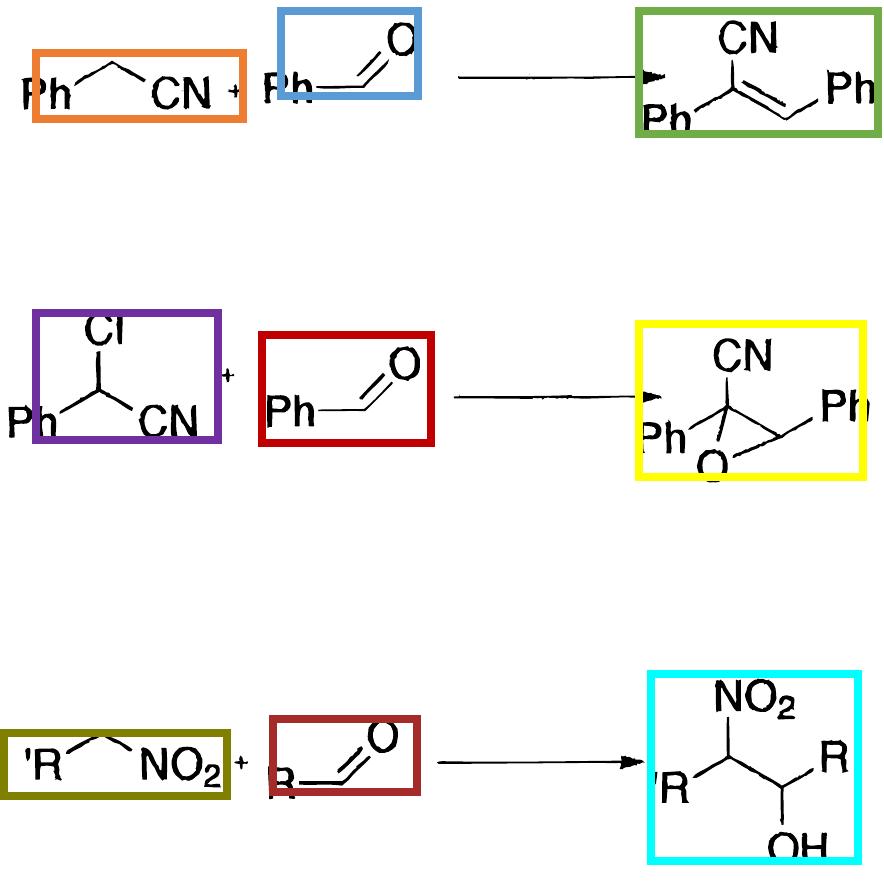 Ph CN + Ph O CN Ph Ph
Cl Ph CN + Ph O CN Ph O Ph
'R NO₂ + R O NO₂ 'R R OH